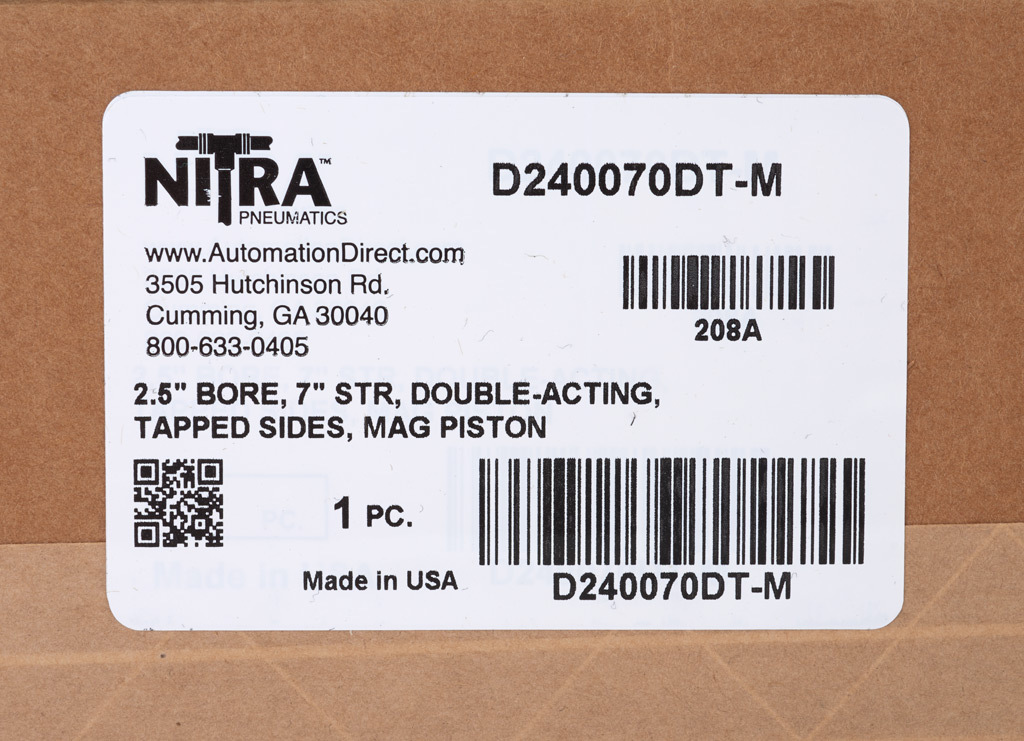 NITRA™
PNEUMATICS
www.AutomationDirect.com
3505 Hutchinson Rd.
Cumming, GA 30040
800-633-0405
D240070DT-M
208A
2.5" BORE, 7" STR, DOUBLE-ACTING,
TAPPED SIDES, MAG PISTON
1 PC.
Made in USA
D240070DT-M